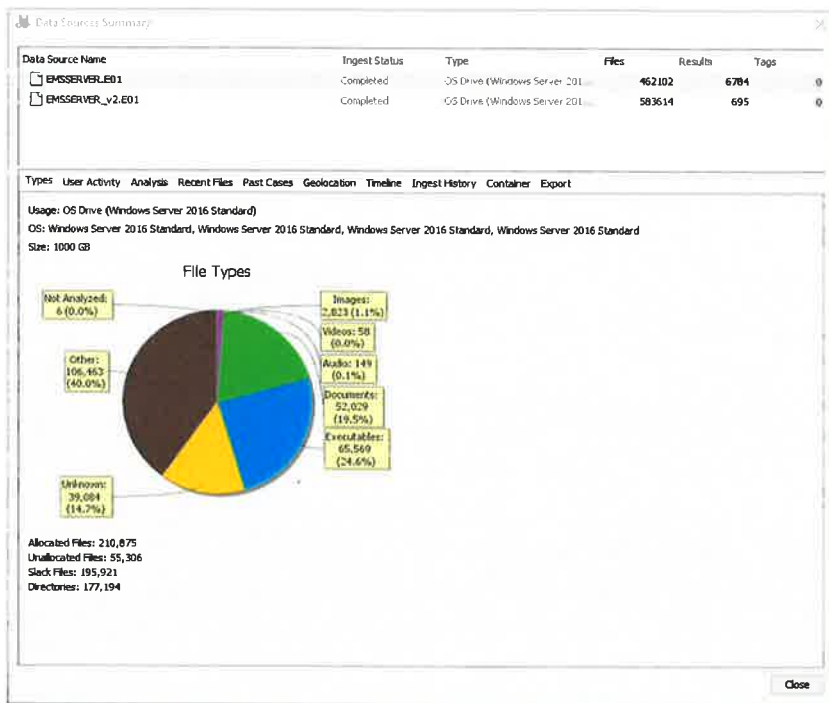 Data Sources Summary
Data Source Name Ingest Status Type Files Results Tags
EMSSERVER.E01 Completed OS Drive (Windows Server 201... 462102 6784 0
EMSSERVER_v2.E01 Completed OS Drive (Windows Server 201... 583614 695 0
Types User Activity Analysis Recent Files Past Cases Geolocation Timeline Ingest History Container Export
Usage: OS Drive (Windows Server 2016 Standard)
OS: Windows Server 2016 Standard, Windows Server 2016 Standard, Windows Server 2016 Standard, Windows Server 2016 Standard
Size: 1000 GB
File Types
Not Analyzed:
6 (0.0%)
Images:
2,823 (1.1%)
Videos: 58
(0.0%)
Audio: 149
(0.1%)
Documents:
52,029
(19.5%)
Executables:
65,569
(24.6%)
Other:
106,463
(40.0%)
Unknown:
39,084
(14.7%)
Allocated Files: 210,875
Unallocated Files: 55,306
Slack Files: 195,921
Directories: 177,194
Close